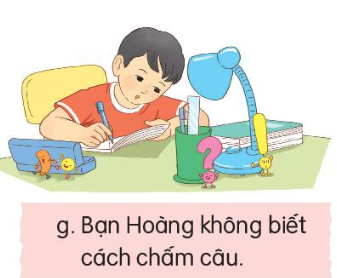 g. Bạn Hoàng không biết
cách chấm câu.